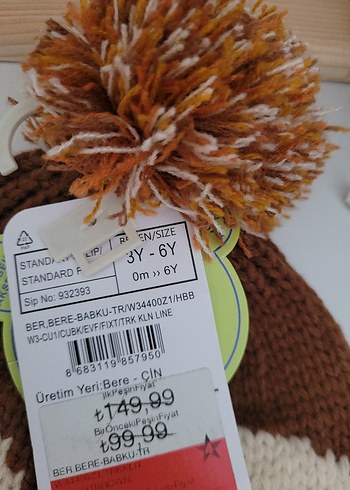 BEDEN/SIZE
STANDART
STANDARD F
3Y - 6Y
0m ›› 6Y
Sip No: 932393
BER,BERE-BABKU-TR/W34400Z1/HBB
W3-CU1/CUBK/EVF/FIXT/TRK KLN LINE
8 683119 857950
Üretim Yeri:Bere - ÇİN
İlkPeşinFiyat
₺149,99
BirÖncekiPeşinFiyat
₺99,99
BER.BERE-BABKU-TR